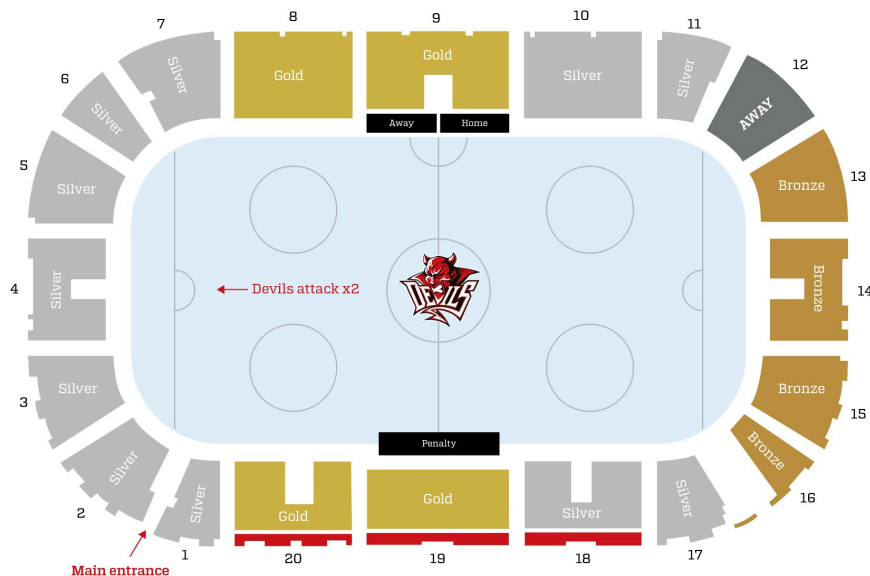 7
8
9
10
11
Silver
Gold
Gold
Silver
Silver
12
AWAY
6
Silver
Away
Home
5
Silver
13
Bronze
4
Silver
Devils attack x2
DEVILS
Bronze
14
3
Silver
Bronze
15
Penalty
Bronze
16
2
Silver
1
Silver
Gold
20
Gold
19
Silver
18
Silver
17
Main entrance